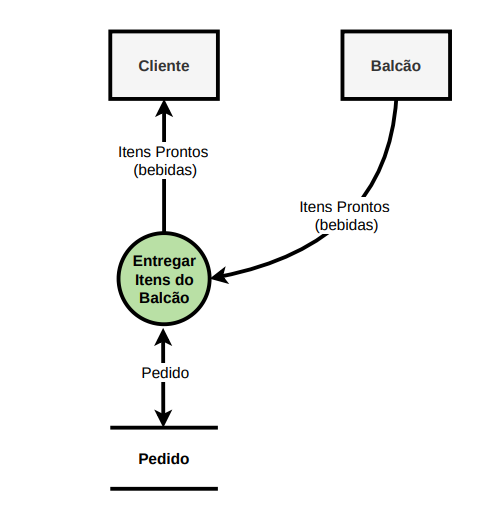 Cliente
Balcão
Itens Prontos
(bebidas)
Itens Prontos
(bebidas)
Entregar
Itens do
Balcão
Pedido
Pedido